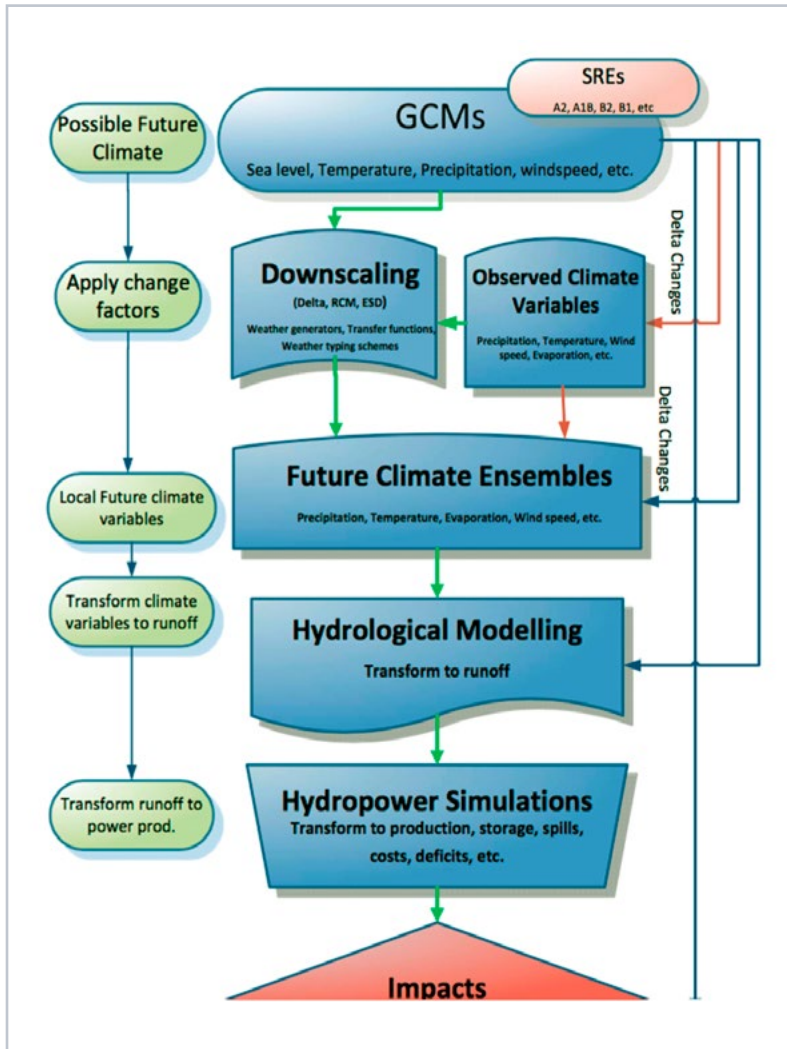 SREs
A2, A1B, B2, B1, etc
GCMs
Sea level, Temperature, Precipitation, windspeed, etc.
Possible Future
Climate
Delta Changes
Downscaling
(Delta, RCM, ESD)
Weather generators, Transfer functions,
Weather typing schemes
Observed Climate
Variables
Precipitation, Temperature, Wind
speed, Evaporation, etc.
Apply change
factors
Delta Changes
Future Climate Ensembles
Precipitation, Temperature, Evaporation, Wind speed, etc.
Local Future climate
variables
Transform climate
variables to runoff
Hydrological Modelling
Transform to runoff
Hydropower Simulations
Transform to production, storage, spills,
costs, deficits, etc.
Transform runoff to
power prod.
Impacts